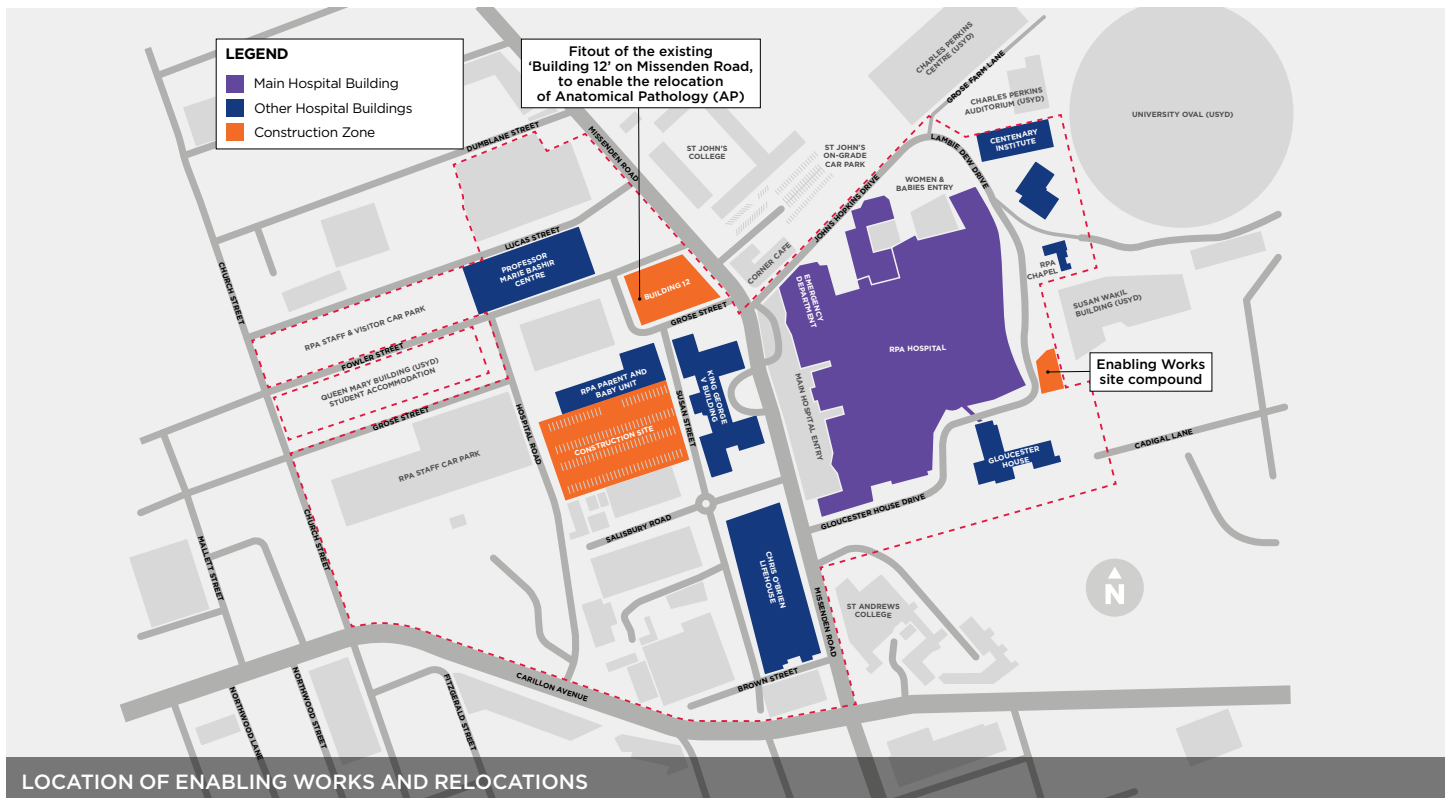 LEGEND
Main Hospital Building
Other Hospital Buildings
Construction Zone
Fitout of the existing
‘Building 12’ on Missenden Road,
to enable the relocation
of Anatomical Pathology (AP)
CHARLES PERKINS
CENTRE (USYD)
GROSE FARM LANE
CHARLES PERKINS
AUDITORIUM (USYD)
UNIVERSITY OVAL (USYD)
DUMBLANE STREET
MISSENDEN ROAD
ST JOHN'S
COLLEGE
ST JOHN'S
ON-GRADE
CAR PARK
LAMBIE DEW DRIVE
CENTENARY
INSTITUTE
WOMEN &
BABIES ENTRY
JOHNS HOPKINS DRIVE
CORNER CAFE
LUCAS STREET
PROFESSOR
MARIE BASHIR
CENTRE
CHURCH STREET
BUILDING 12
GROSE STREET
EMERGENCY
DEPARTMENT
RPA
CHAPEL
SUSAN WAKIL
BUILDING (USYD)
RPA STAFF & VISITOR CAR PARK
FOWLER STREET
QUEEN MARY BUILDING (USYD)
STUDENT ACCOMMODATION
RPA HOSPITAL
Enabling Works
site compound
RPA PARENT AND
BABY UNIT
KING GEORGE
V BUILDING
SUSAN STREET
MAIN HOSPITAL ENTRY
GROSE STREET
HOSPITAL ROAD
CONSTRUCTION SITE
CADIGAL LANE
GLOUCESTER
HOUSE
RPA STAFF CAR PARK
CHURCH STREET
SALISBURY ROAD
GLOUCESTER HOUSE DRIVE
MALLETT STREET
CHRIS O'BRIEN
LIFEHOUSE
MISSENDEN ROAD
ST ANDREWS
COLLEGE
N
BROWN STREET
CARILLON AVENUE
NORTHWOOD LANE
NORTHWOOD STREET
FITZGERALD STREET
LOCATION OF ENABLING WORKS AND RELOCATIONS